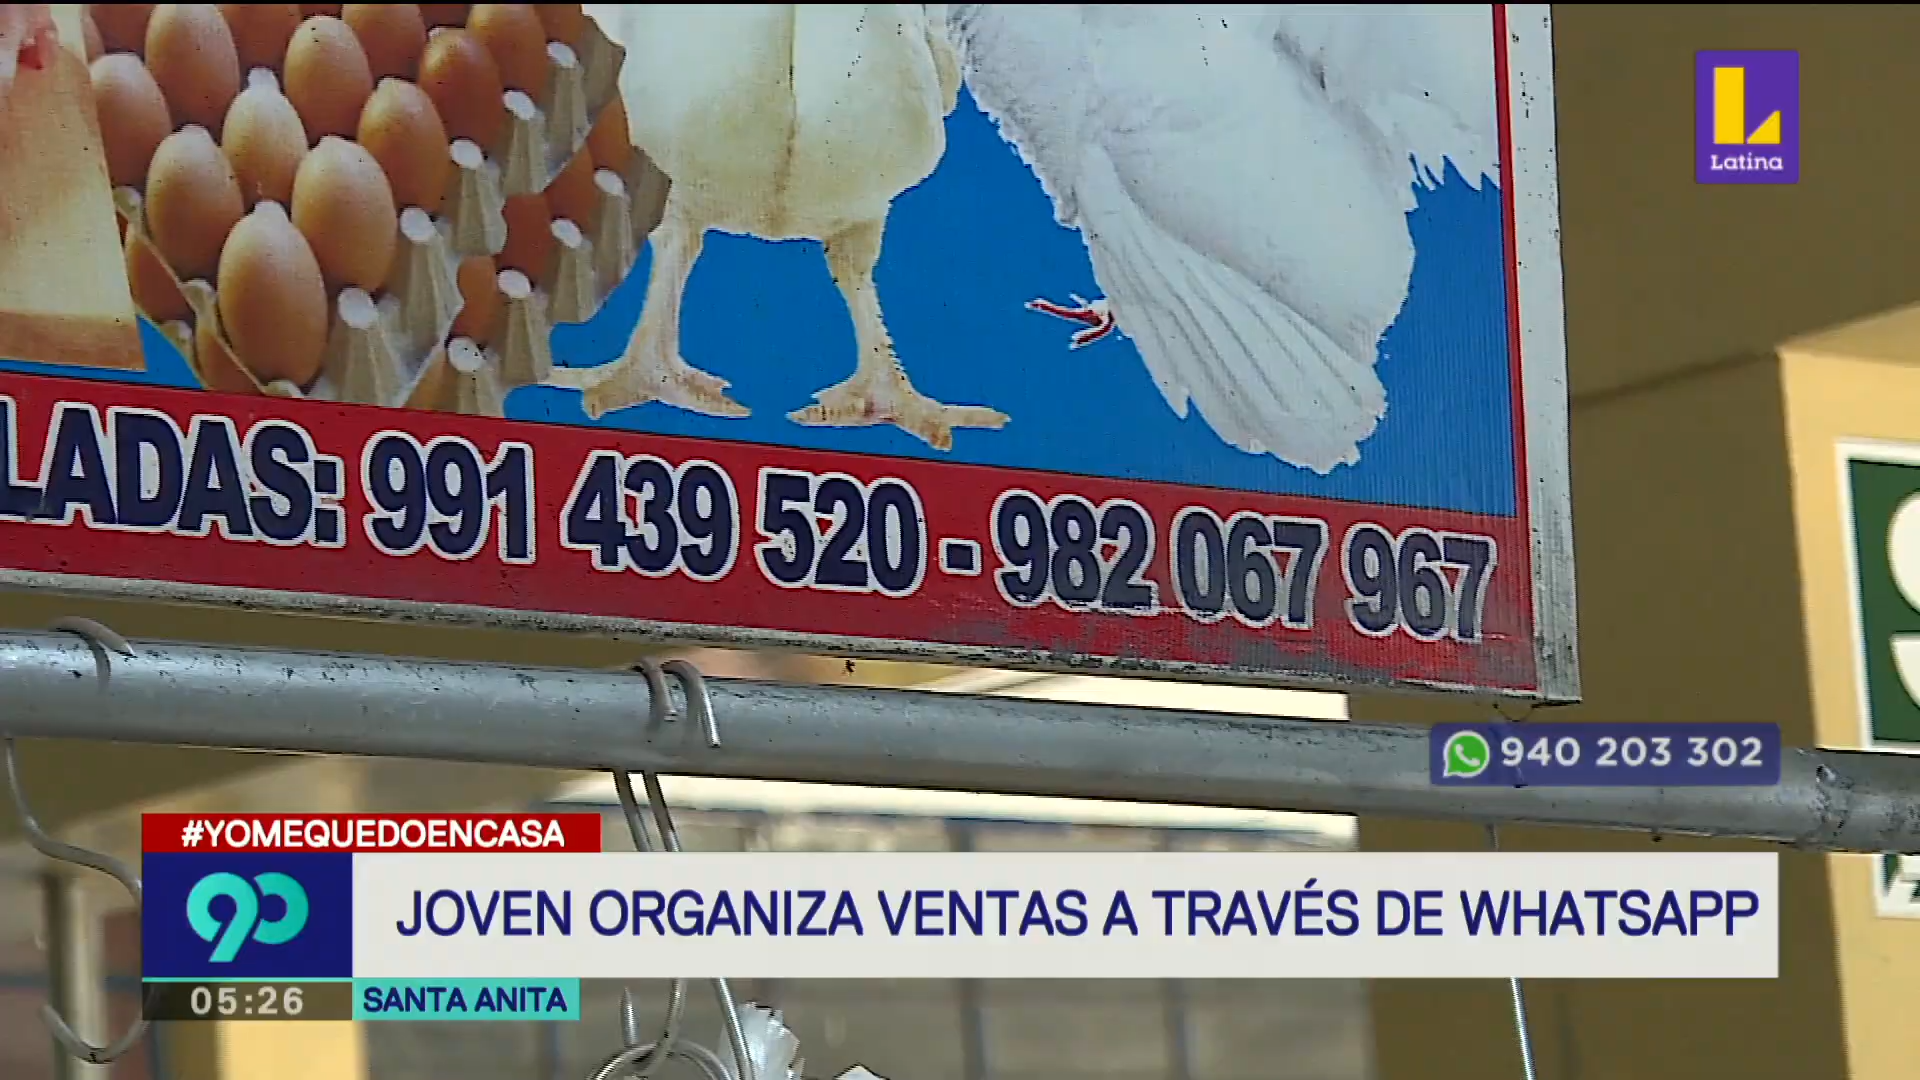 Latina
LADAS: 991 439 520 - 982 067 967
940 203 302
#YOMEQUEDOENCASA
90
JOVEN ORGANIZA VENTAS A TRAVÉS DE WHATSAPP
05:26
SANTA ANITA